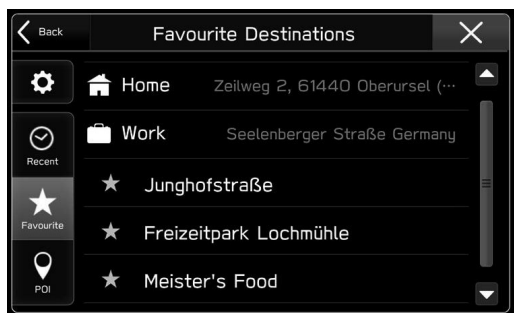 Back
Favourite Destinations
Home Zeilweg 2, 61440 Oberursel (···
Work Seelenberger Straße Germany
Recent
Junghofstraße
Favourite
Freizeitpark Lochmühle
POI
Meister's Food